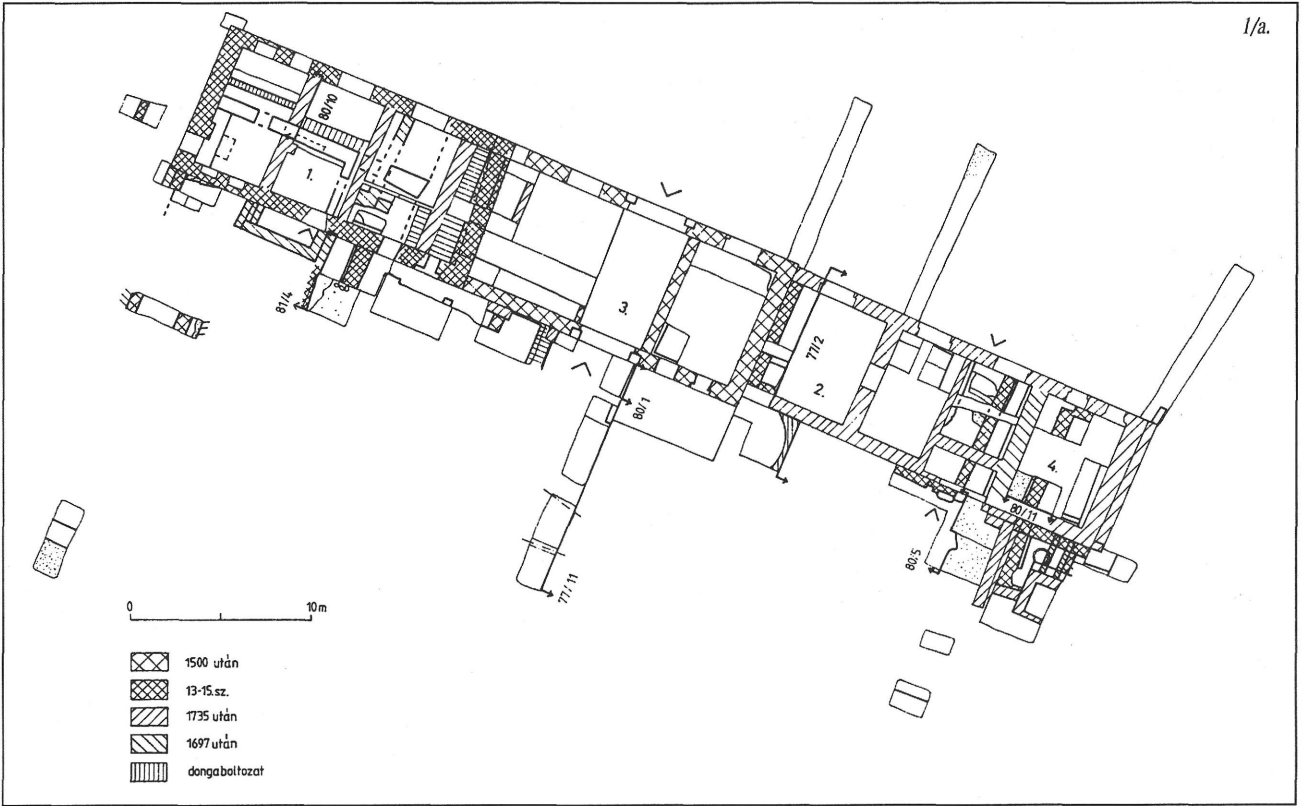 1/a.
80/10
1.
81/4
3.
80/1
77/11
77/2
2.
4.
80/11
80/5
0 10 m
1500 után
13-15.sz.
1735 után
1697 után
dongaboltozat